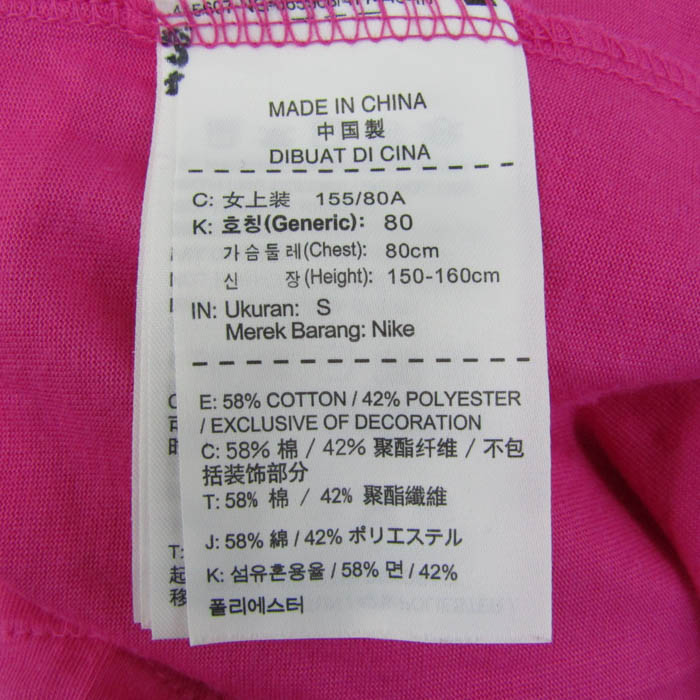 MADE IN CHINA
中国製
DIBUAT DI CINA
C: 女上装 155/80A
K: 호칭(Generic): 80
가슴둘레(Chest): 80cm
신 장(Height): 150-160cm
IN: Ukuran: S
Merek Barang: Nike
E: 58% COTTON / 42% POLYESTER
/ EXCLUSIVE OF DECORATION
C: 58% 棉 / 42% 聚酯纤维 / 不包
括装饰部分
T: 58% 棉 / 42% 聚酯纖維
J: 58% 綿 / 42% ポリエステル
K: 섬유혼용율 / 58% 면 / 42%
폴리에스터